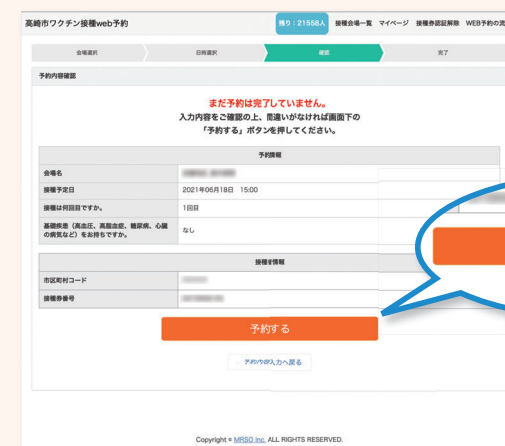 高崎市ワクチン接種web予約
残り：21558人 接種会場一覧 マイページ 接種券認証解除 WEB予約の流
会場選択 日時選択 確認 完了
予約内容確認
まだ予約は完了していません。
入力内容をご確認の上、間違いがなければ画面下の
「予約する」ボタンを押してください。
予約情報
会場名
接種予定日 2021年06月18日 15:00
接種は何回目ですか。 1回目
基礎疾患（高血圧、高脂血症、糖尿病、心臓
の病気など）をお持ちですか。 なし
接種者情報
市区町村コード
接種券番号
予約する
予約内容入力へ戻る
Copyright © MRSO Inc. ALL RIGHTS RESERVED.